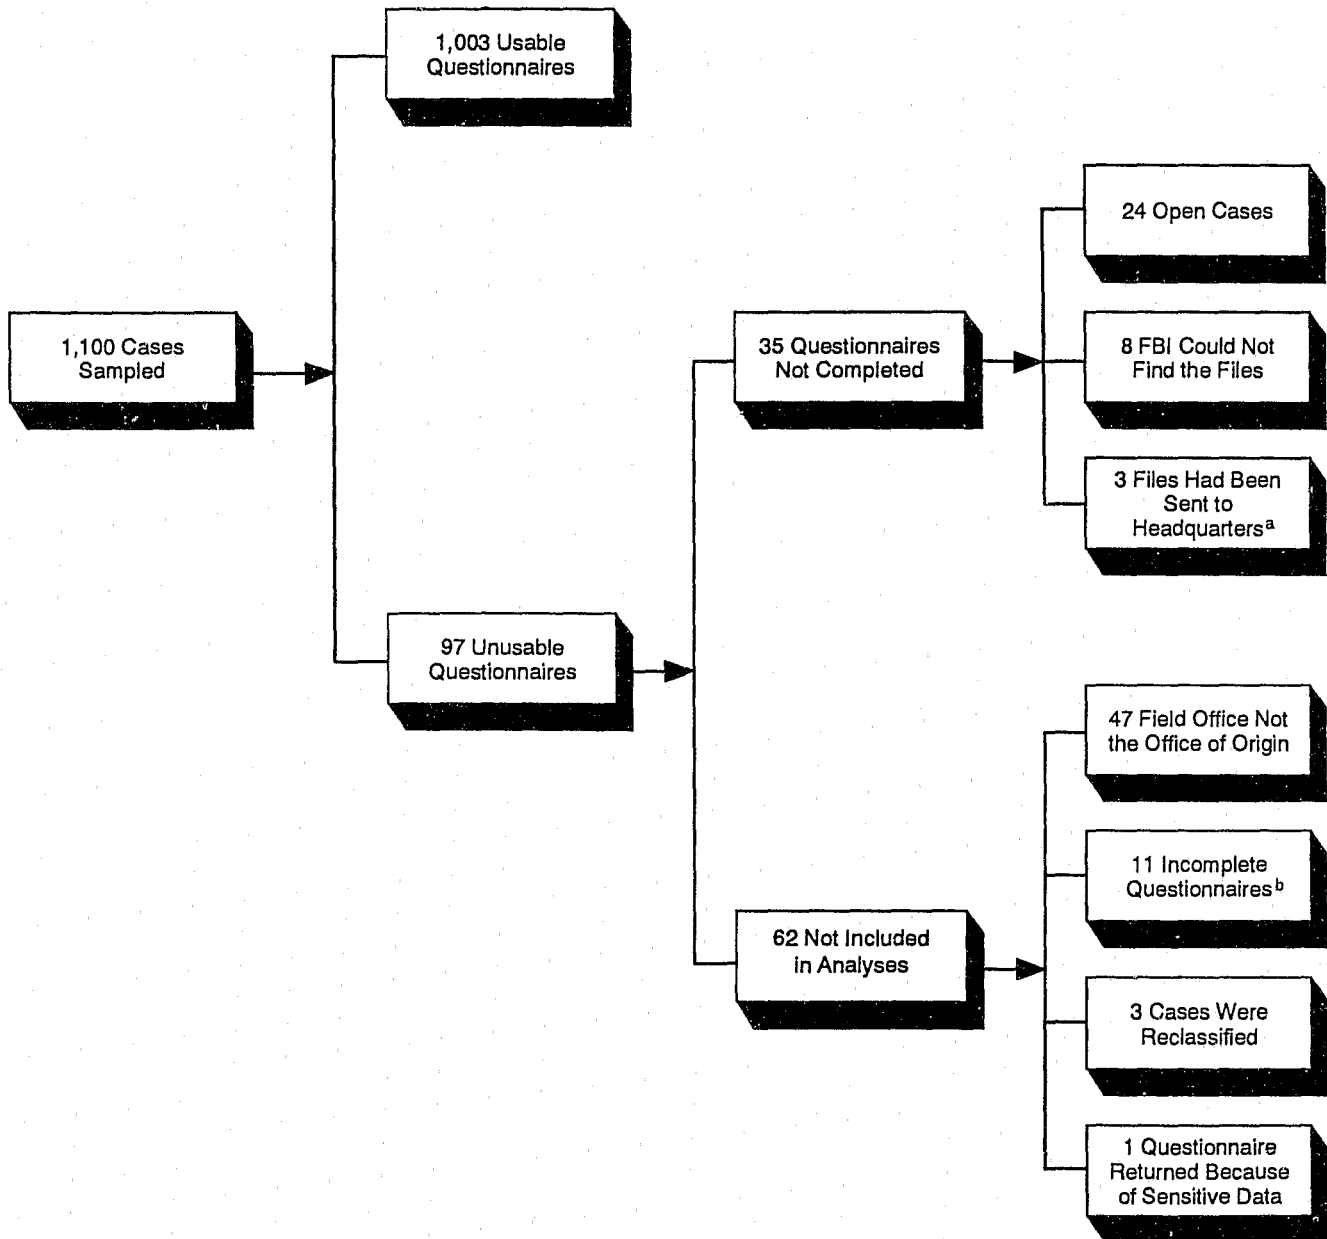 1,003 Usable
Questionnaires
24 Open Cases
1,100 Cases
Sampled
35 Questionnaires
Not Completed
8 FBI Could Not
Find the Files
3 Files Had Been
Sent to
Headquarters a
97 Unusable
Questionnaires
47 Field Office Not
the Office of Origin
11 Incomplete
Questionnaires b
62 Not Included
in Analyses
3 Cases Were
Reclassified
1 Questionnaire
Returned Because
of Sensitive Data